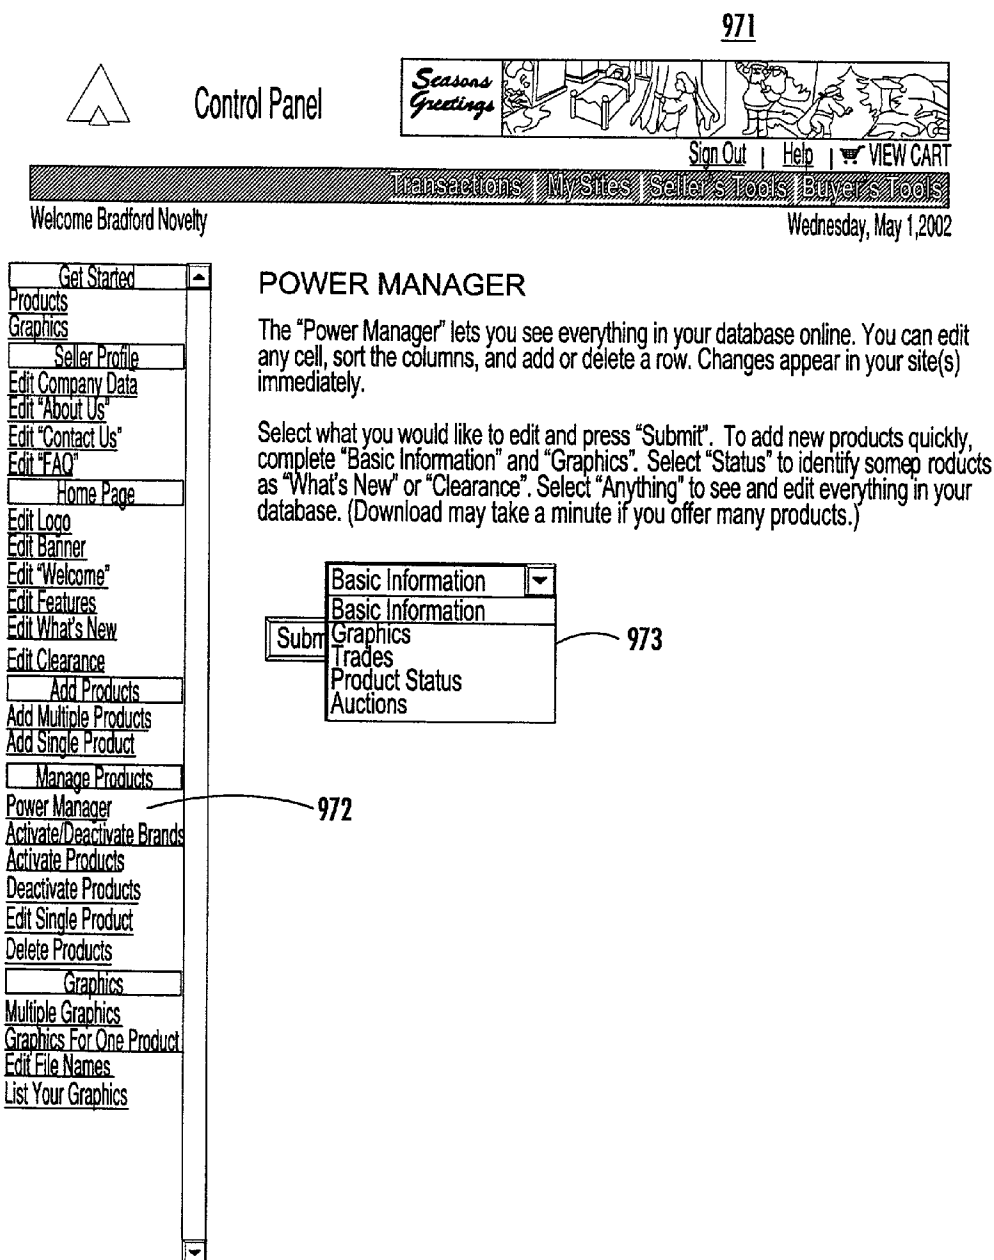 971
Control Panel
Seasons
Greetings
Sign Out | Help | VIEW CART
Transactions | My Sites | Seller's Tools | Buyer's Tools
Welcome Bradford Novelty
Wednesday, May 1,2002
Get Started
Products
Graphics
Seller Profile
Edit Company Data
Edit "About Us"
Edit "Contact Us"
Edit "FAQ"
Home Page
Edit Logo
Edit Banner
Edit "Welcome"
Edit Features
Edit What's New
Edit Clearance
Add Products
Add Multiple Products
Add Single Product
Manage Products
Power Manager
Activate/Deactivate Brands
Activate Products
Deactivate Products
Edit Single Product
Delete Products
Graphics
Multiple Graphics
Graphics For One Product
Edit File Names
List Your Graphics
972
POWER MANAGER
The "Power Manager" lets you see everything in your database online. You can edit
any cell, sort the columns, and add or delete a row. Changes appear in your site(s)
immediately.
Select what you would like to edit and press "Submit". To add new products quickly,
complete "Basic Information" and "Graphics". Select "Status" to identify somep roducts
as "What's New" or "Clearance". Select "Anything" to see and edit everything in your
database. (Download may take a minute if you offer many products.)
Basic Information
Basic Information
Subm
Graphics
Trades
Product Status
Auctions
973